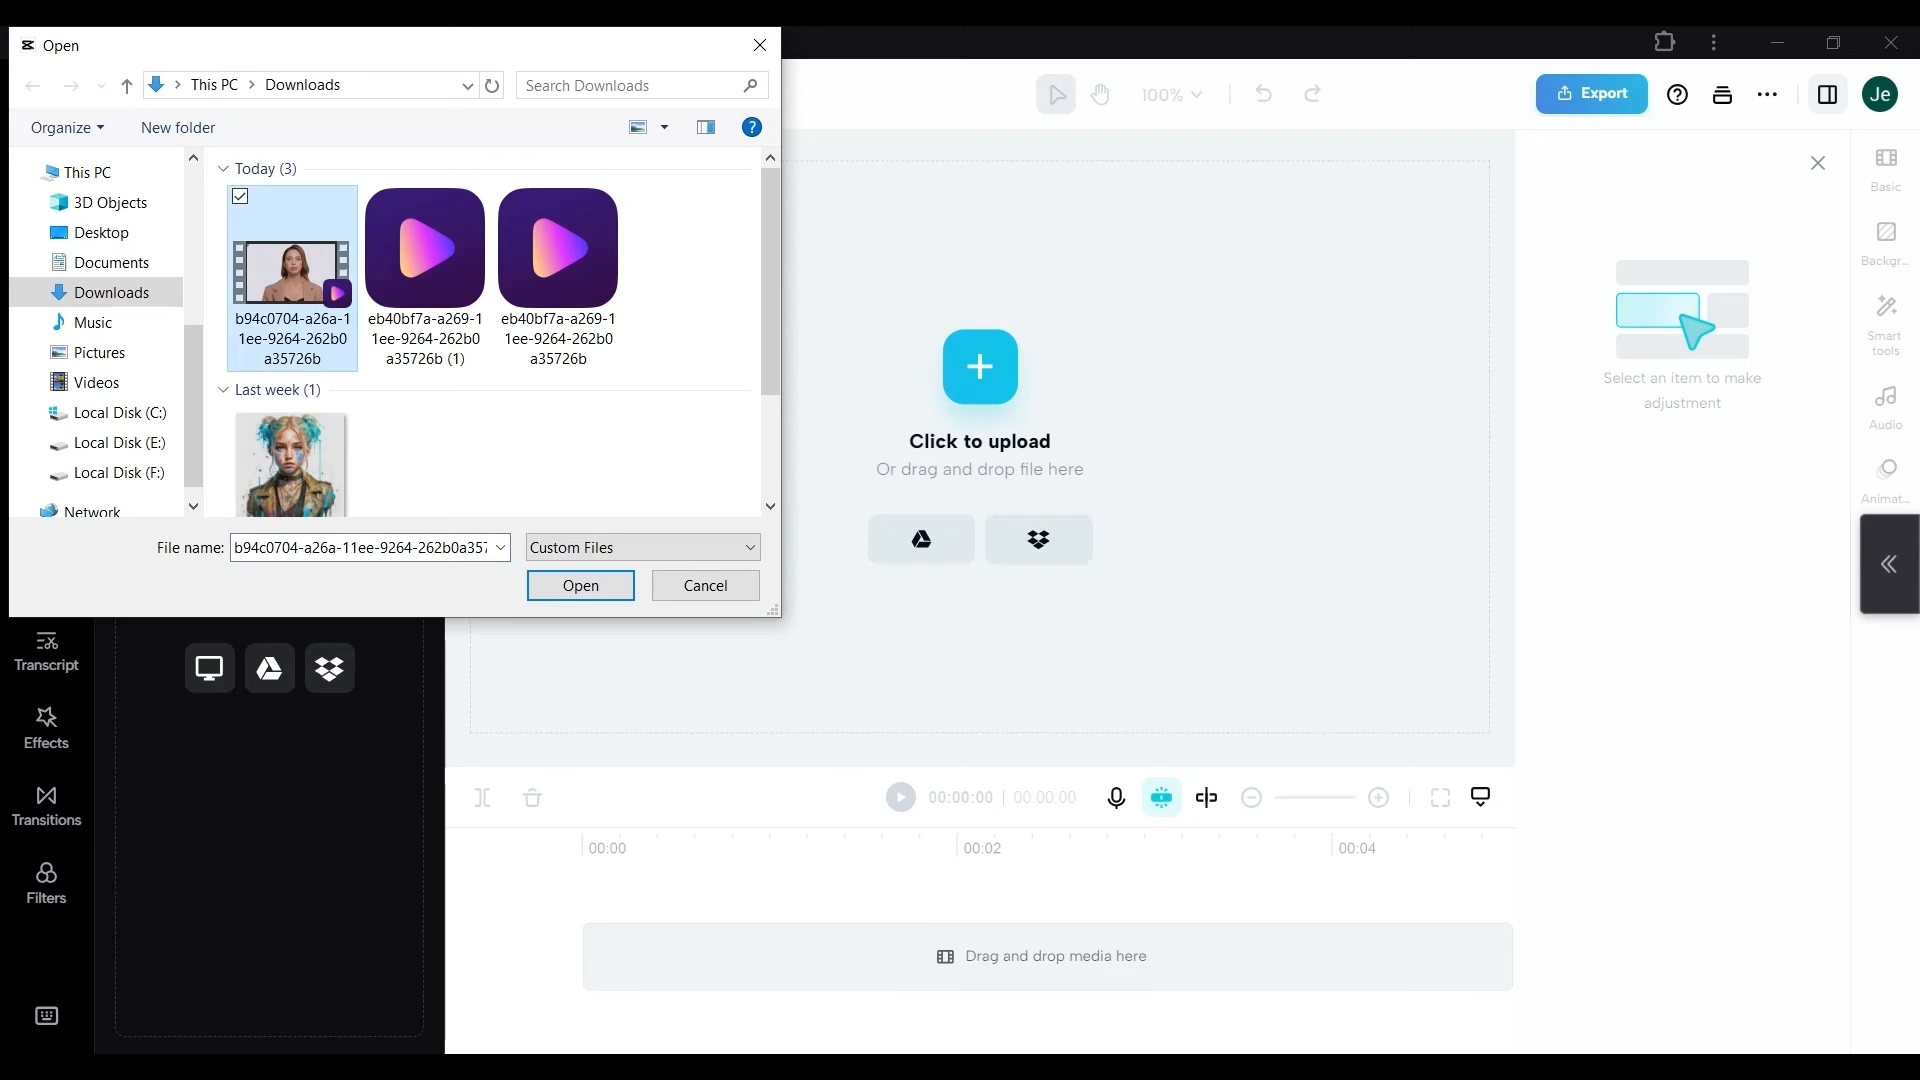 Open
This PC
Downloads
Search Downloads
Organize
New folder
This PC
3D Objects
Desktop
Documents
Downloads
Music
Pictures
Videos
Local Disk (C:)
Local Disk (E:)
Local Disk (F:)
Network
Today (3)
b94c0704-a26a-1
1ee-9264-262b0
a35726b
eb40bf7a-a269-1
1ee-9264-262b0
a35726b (1)
eb40bf7a-a269-1
1ee-9264-262b0
a35726b
Last week (1)
File name:
b94c0704-a26a-11ee-9264-262b0a357
Custom Files
Open
Cancel
100%
Export
Je
Click to upload
Or drag and drop file here
Select an item to make
adjustment
Basic
Backgr...
Smart
tools
Audio
Animat...
Transcript
Effects
Transitions
Filters
00:00:00 | 00:00:00
00:00
00:02
00:04
Drag and drop media here